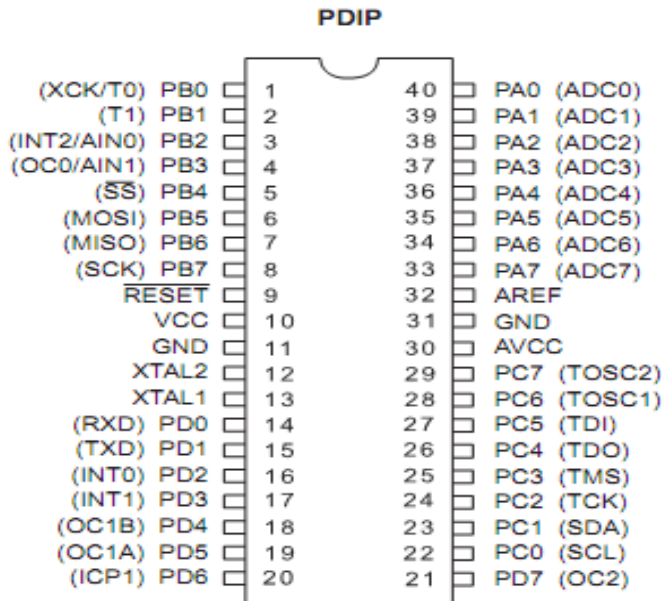 PDIP
(XCK/T0) PB0 1 40 PA0 (ADC0)
(T1) PB1 2 39 PA1 (ADC1)
(INT2/AIN0) PB2 3 38 PA2 (ADC2)
(OC0/AIN1) PB3 4 37 PA3 (ADC3)
(S̅S̅) PB4 5 36 PA4 (ADC4)
(MOSI) PB5 6 35 PA5 (ADC5)
(MISO) PB6 7 34 PA6 (ADC6)
(SCK) PB7 8 33 PA7 (ADC7)
R̅E̅S̅E̅T̅ 9 32 AREF
VCC 10 31 GND
GND 11 30 AVCC
XTAL2 12 29 PC7 (TOSC2)
XTAL1 13 28 PC6 (TOSC1)
(RXD) PD0 14 27 PC5 (TDI)
(TXD) PD1 15 26 PC4 (TDO)
(INT0) PD2 16 25 PC3 (TMS)
(INT1) PD3 17 24 PC2 (TCK)
(OC1B) PD4 18 23 PC1 (SDA)
(OC1A) PD5 19 22 PC0 (SCL)
(ICP1) PD6 20 21 PD7 (OC2)